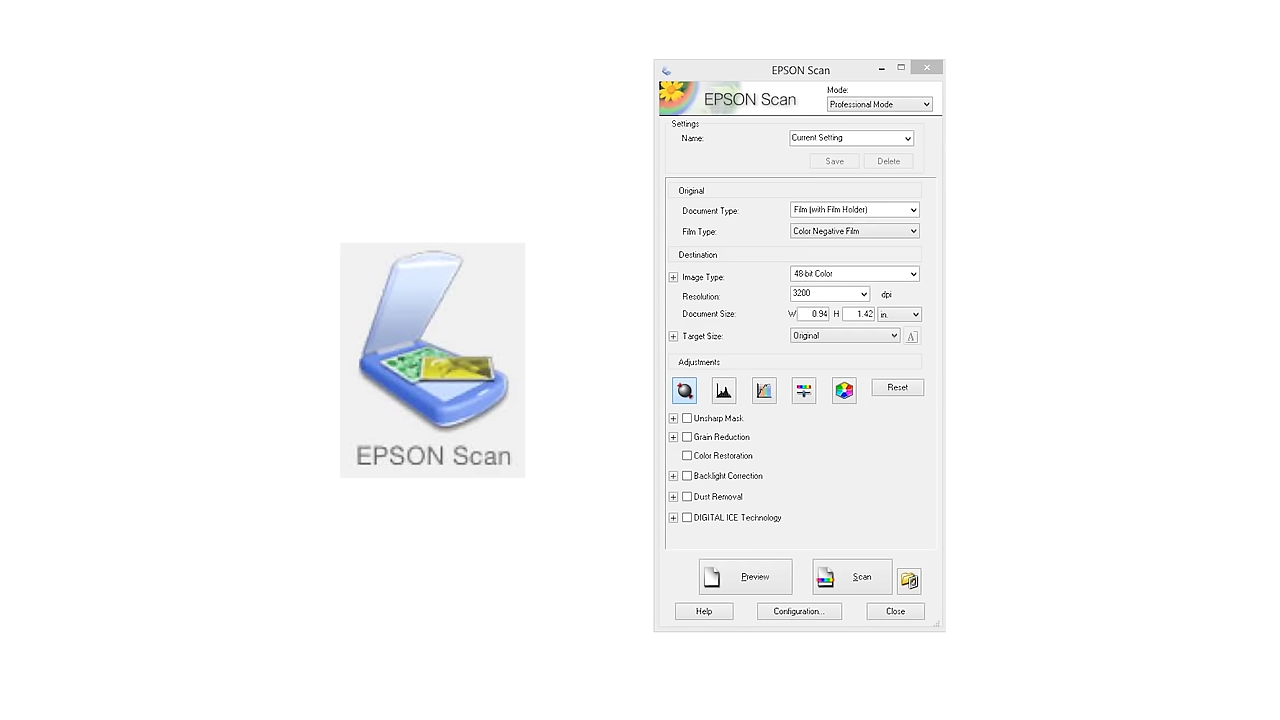 EPSON Scan
EPSON Scan
EPSON Scan
Mode:
Professional Mode
Settings
Name:
Current Setting
Save
Delete
Original
Document Type:
Film (with Film Holder)
Film Type:
Color Negative Film
Destination
Image Type:
48-bit Color
Resolution:
3200
dpi
Document Size:
W 0.94 H 1.42 in.
Target Size:
Original
Adjustments
Reset
Unsharp Mask
Grain Reduction
Color Restoration
Backlight Correction
Dust Removal
DIGITAL ICE Technology
Preview
Scan
Help
Configuration...
Close